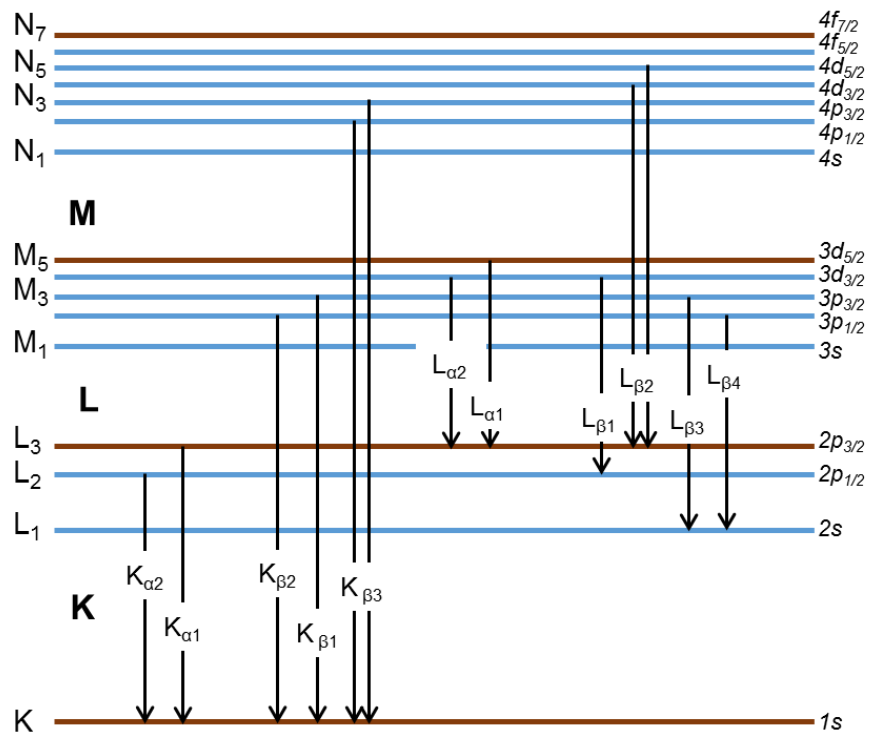 N₇ 4f₇/₂
4f₅/₂
N₅ 4d₅/₂
4d₃/₂
N₃ 4p₃/₂
4p₁/₂
N₁ 4s
M
M₅ 3d₅/₂
3d₃/₂
M₃ 3p₃/₂
3p₁/₂
M₁ 3s
Lα2 Lβ2 Lβ4
L Lα1 Lβ1 Lβ3
L₃ 2p₃/₂
L₂ 2p₁/₂
L₁ 2s
Kα2 Kβ2 Kβ3
K
Kα1 Kβ1
K 1s